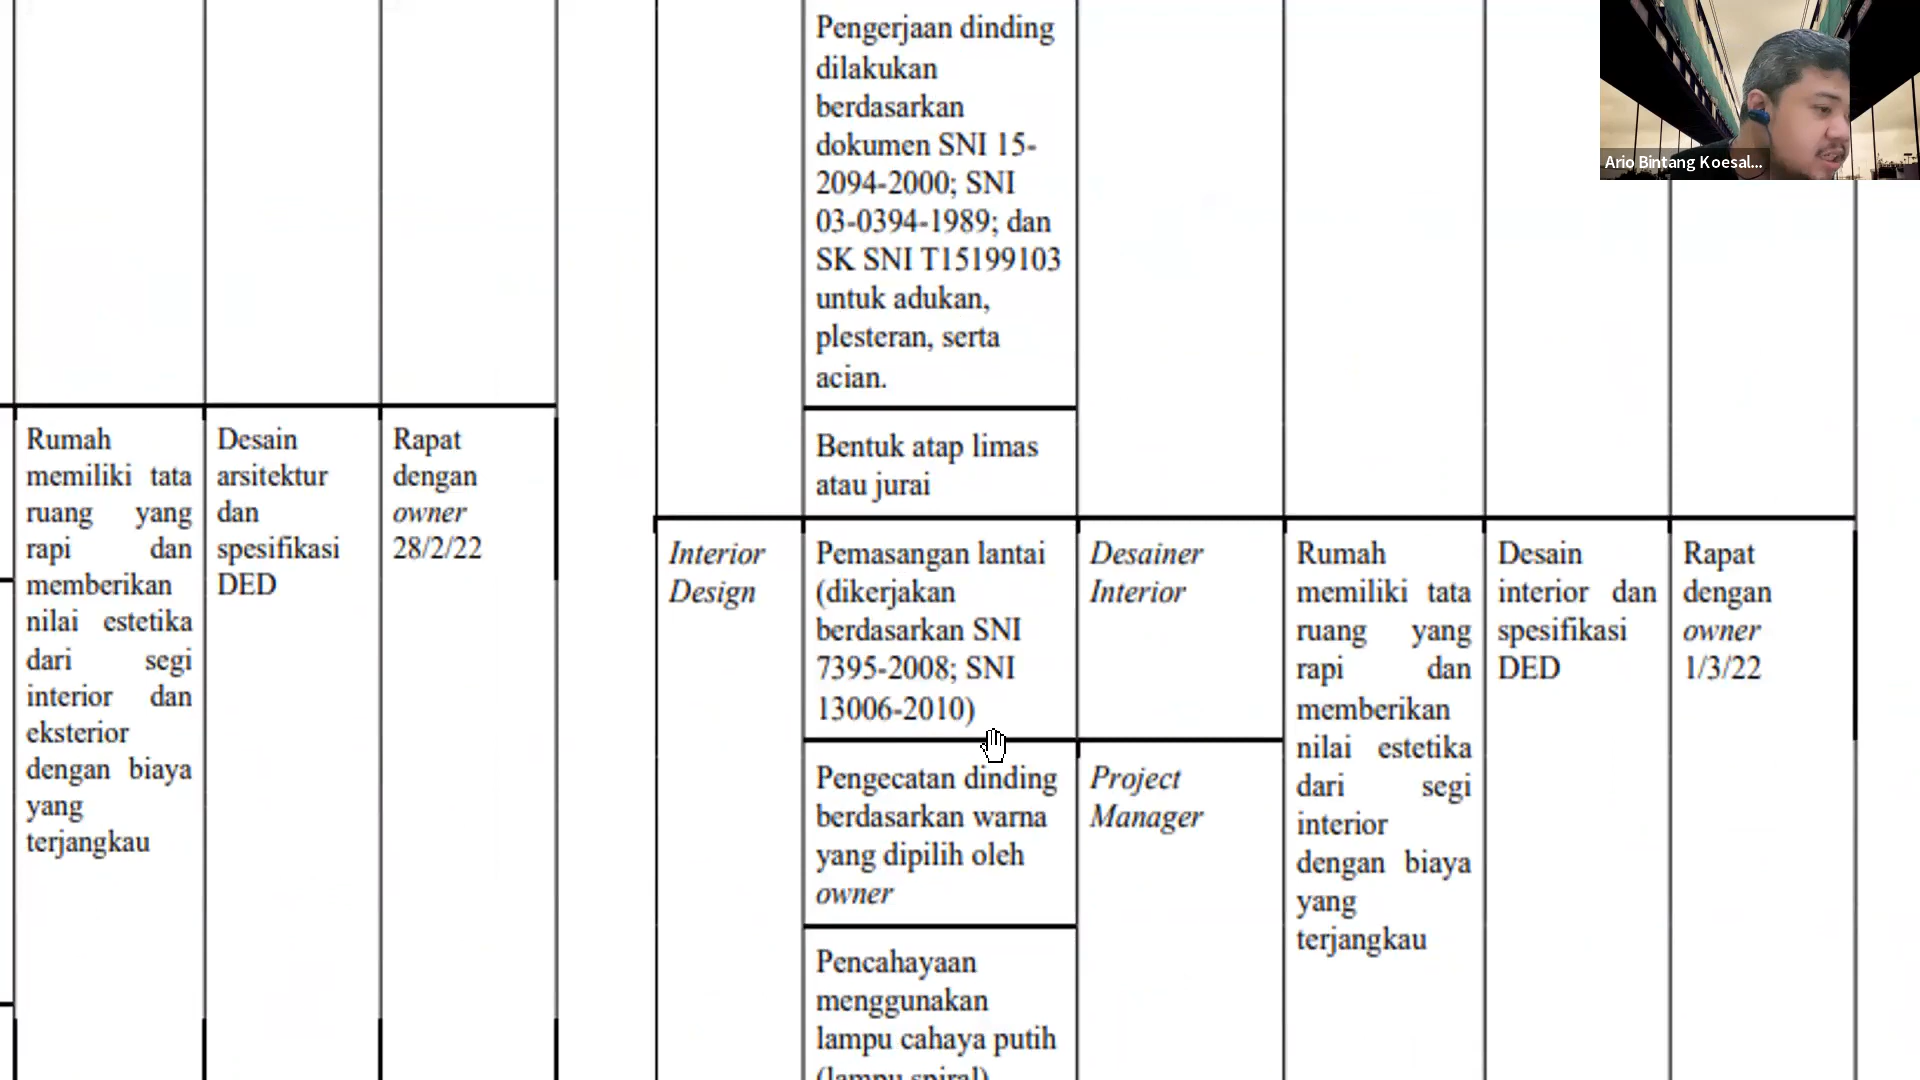 Rumah
memiliki tata
ruang yang
rapi dan
memberikan
nilai estetika
dari segi
interior dan
eksterior
dengan biaya
yang
terjangkau
Desain
arsitektur
dan
spesifikasi
DED
Rapat
dengan
owner
28/2/22
Pengerjaan dinding
dilakukan
berdasarkan
dokumen SNI 15-
2094-2000; SNI
03-0394-1989; dan
SK SNI T15199103
untuk adukan,
plesteran, serta
acian.
Bentuk atap limas
atau jurai
Interior
Design
Pemasangan lantai
(dikerjakan
berdasarkan SNI
7395-2008; SNI
13006-2010)
Pengecatan dinding
berdasarkan warna
yang dipilih oleh
owner
Pencahayaan
menggunakan
lampu cahaya putih
(lampu spiral)
Desainer
Interior
Project
Manager
Rumah
memiliki tata
ruang yang
rapi dan
memberikan
nilai estetika
dari segi
interior
dengan biaya
yang
terjangkau
Desain
interior dan
spesifikasi
DED
Rapat
dengan
owner
1/3/22
Ario Bintang Koesal...